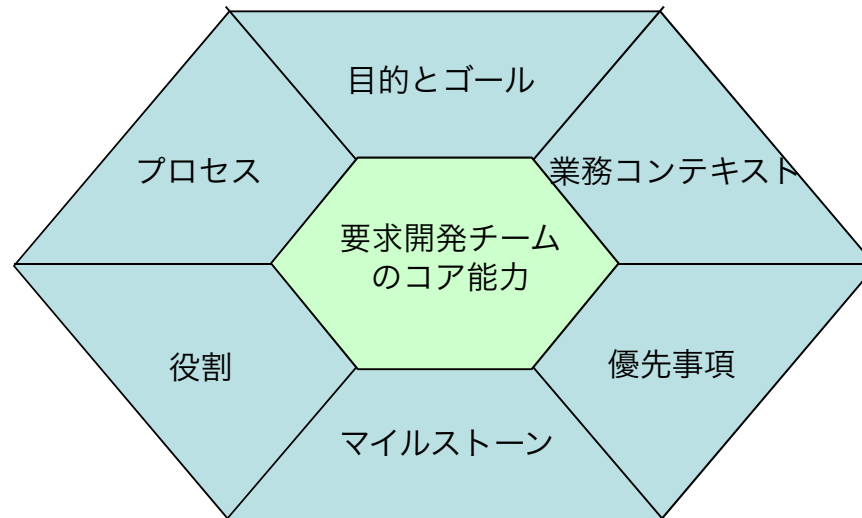 目的とゴール
プロセス
業務コンテキスト
要求開発チーム
のコア能力
役割
優先事項
マイルストーン